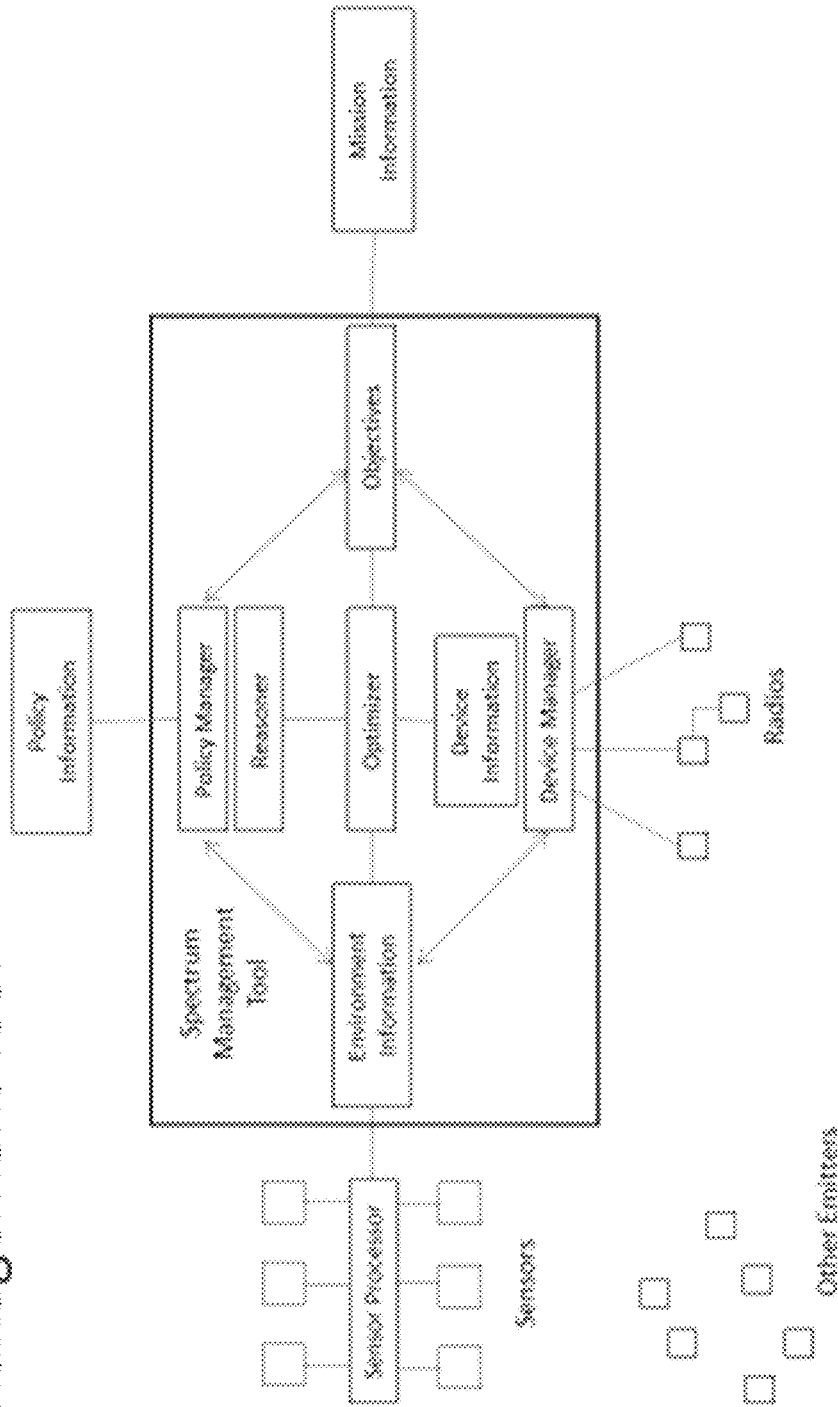 Policy
Information
Spectrum
Management
Tool
Policy Manager
Reasoner
Sensor Processor
Environment
Information
Optimizer
Objectives
Mission
Information
Device
Information
Device Manager
Sensors
Radios
Other Emitters